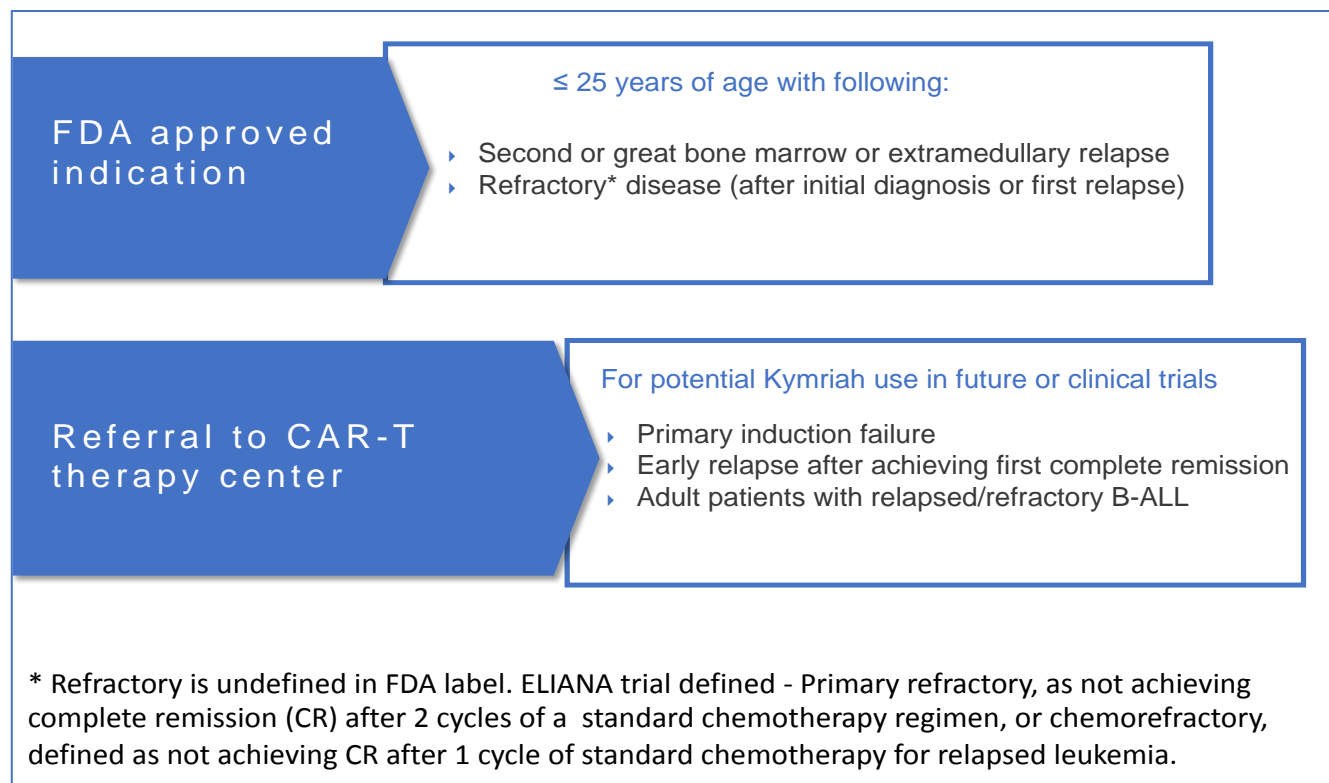 FDA approved
indication
≤ 25 years of age with following:
‣ Second or great bone marrow or extramedullary relapse
‣ Refractory* disease (after initial diagnosis or first relapse)
Referral to CAR-T
therapy center
For potential Kymriah use in future or clinical trials
‣ Primary induction failure
‣ Early relapse after achieving first complete remission
‣ Adult patients with relapsed/refractory B-ALL
* Refractory is undefined in FDA label. ELIANA trial defined - Primary refractory, as not achieving
complete remission (CR) after 2 cycles of a standard chemotherapy regimen, or chemorefractory,
defined as not achieving CR after 1 cycle of standard chemotherapy for relapsed leukemia.